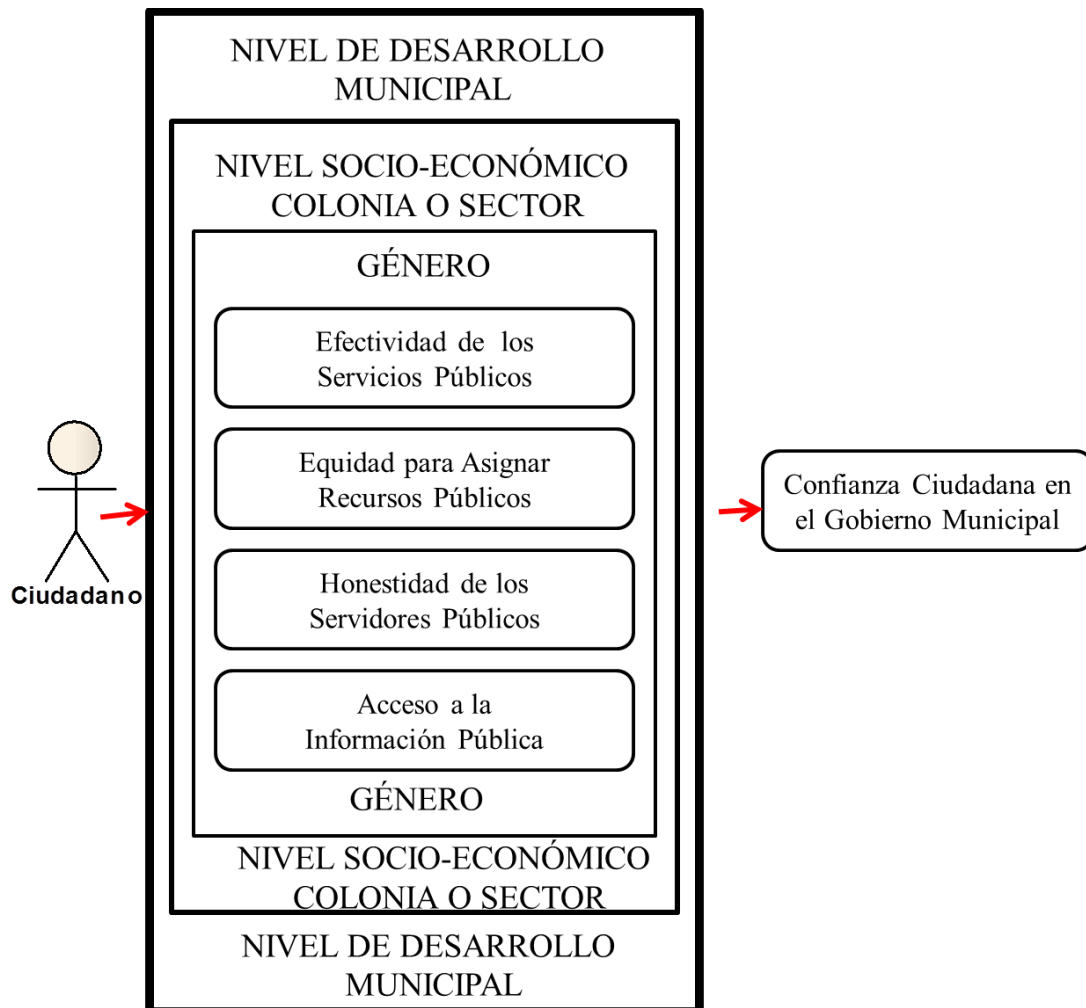 NIVEL DE DESARROLLO
MUNICIPAL
NIVEL SOCIO-ECONÓMICO
COLONIA O SECTOR
GÉNERO
Efectividad de los
Servicios Públicos
Equidad para Asignar
Recursos Públicos
Honestidad de los
Servidores Públicos
Acceso a la
Información Pública
GÉNERO
NIVEL SOCIO-ECONÓMICO
COLONIA O SECTOR
NIVEL DE DESARROLLO
MUNICIPAL
Ciudadano
Confianza Ciudadana en
el Gobierno Municipal